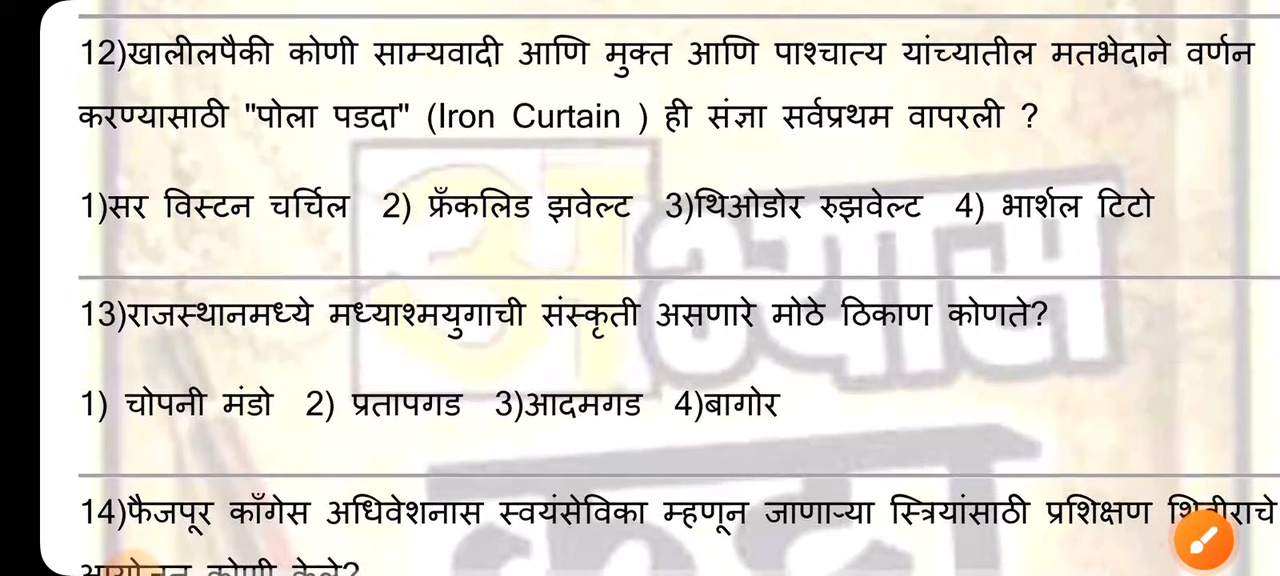 12)खालीलपैकी कोणी साम्यवादी आणि मुक्त आणि पाश्चात्य यांच्यातील मतभेदाने वर्णन
करण्यासाठी "पोला पडदा" (Iron Curtain ) ही संज्ञा सर्वप्रथम वापरली ?
1)सर विस्टन चर्चिल 2) फ्रँकलिड झवेल्ट 3)थिओडोर रुझवेल्ट 4) भार्शल टिटो
13)राजस्थानमध्ये मध्याश्मयुगाची संस्कृती असणारे मोठे ठिकाण कोणते?
1) चोपनी मंडो 2) प्रतापगड 3)आदमगड 4)बागोर
14)फैजपूर काँगेस अधिवेशनास स्वयंसेविका म्हणून जाणाऱ्या स्त्रियांसाठी प्रशिक्षण
आयोजन कोणी केले?